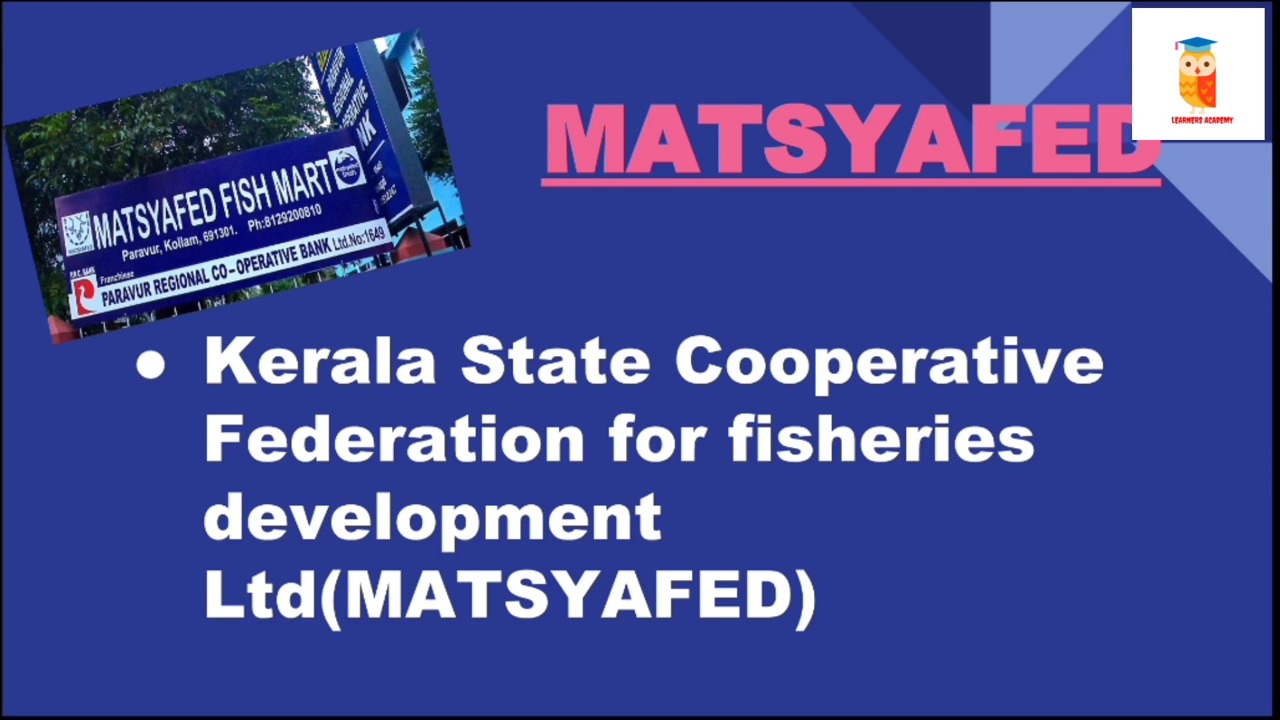 MATSYAFED
LEARNERS ACADEMY
MATSYAFED FISH MART
Paravur, Kollam, 691301. Ph:8129200810
Franchisee
PARAVUR REGIONAL CO-OPERATIVE BANK Ltd.No:1649
● Kerala State Cooperative
Federation for fisheries
development
Ltd(MATSYAFED)